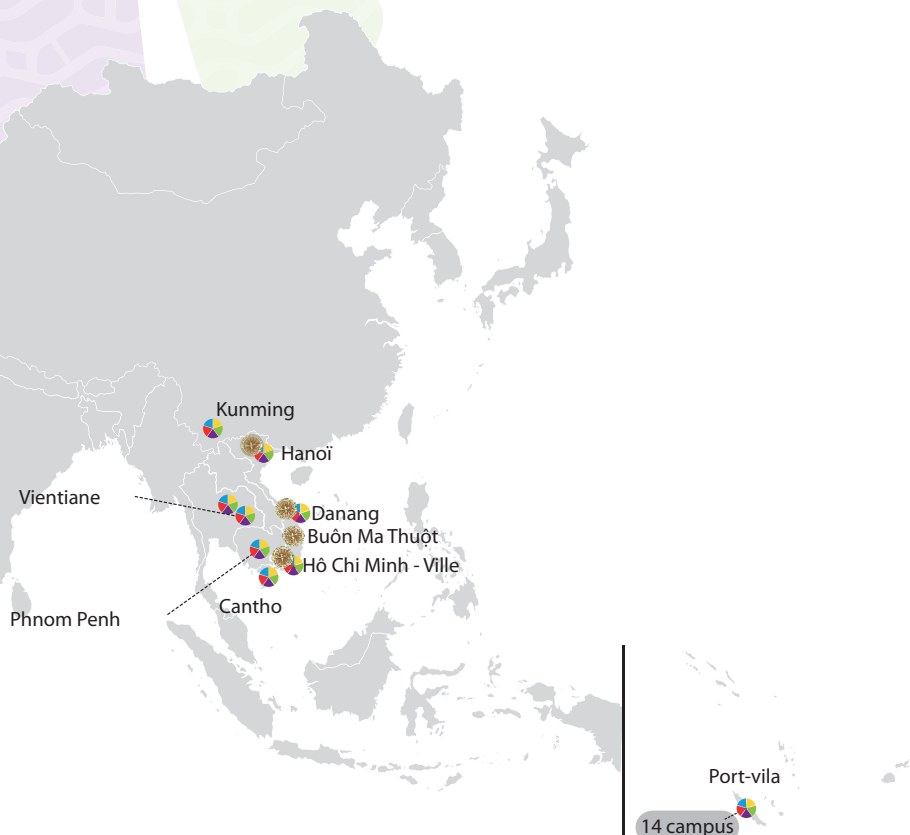 Kunming
Hanoï
Vientiane
Danang
Buôn Ma Thuột
Hô Chi Minh - Ville
Cantho
Phnom Penh
Port-vila
14 campus